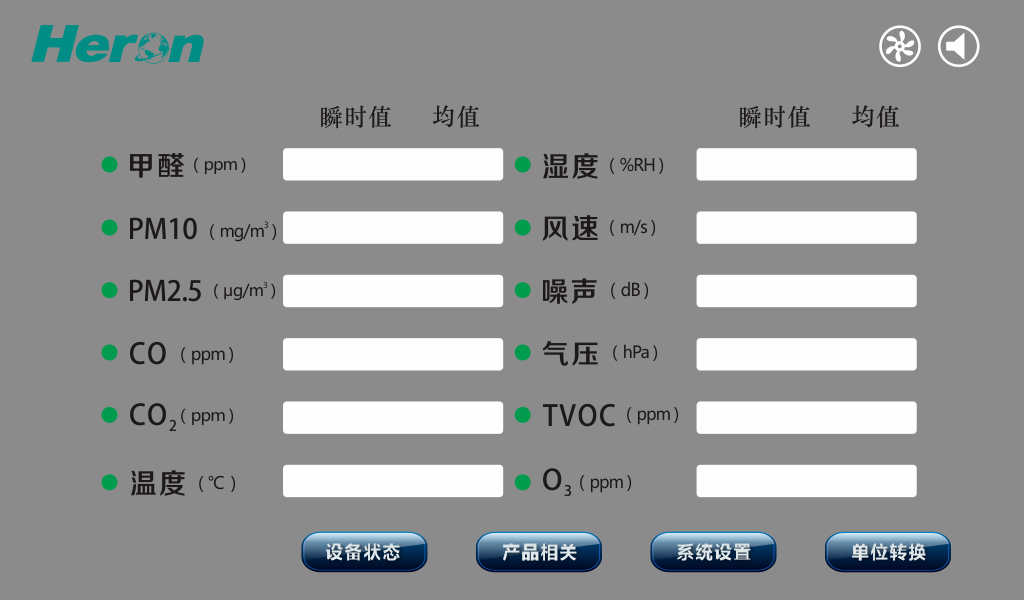 Heron
瞬时值 均值 瞬时值 均值
甲醛(ppm) 湿度(%RH)
PM10(mg/m³) 风速(m/s)
PM2.5(μg/m³) 噪声(dB)
CO(ppm) 气压(hPa)
CO₂(ppm) TVOC(ppm)
温度(℃) O₃(ppm)
设备状态 产品相关 系统设置 单位转换